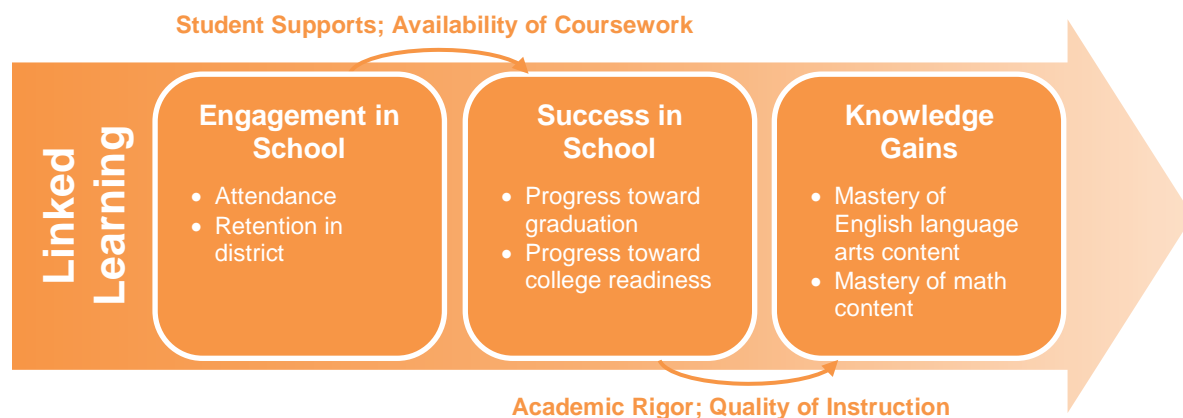 Student Supports; Availability of Coursework
Linked
Learning
Engagement in
School
• Attendance
• Retention in
district
Success in
School
• Progress toward
graduation
• Progress toward
college readiness
Knowledge
Gains
• Mastery of
English language
arts content
• Mastery of math
content
Academic Rigor; Quality of Instruction